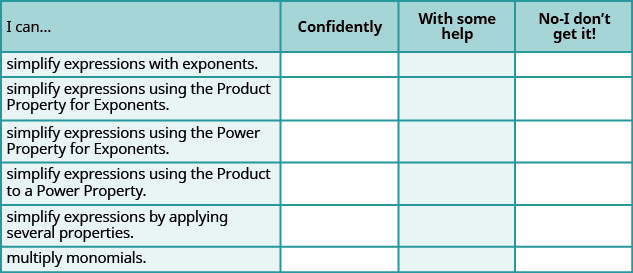 I can...
Confidently
With some
help
No-I don't
get it!
simplify expressions with exponents.
simplify expressions using the Product
Property for Exponents.
simplify expressions using the Power
Property for Exponents.
simplify expressions using the Product
to a Power Property.
simplify expressions by applying
several properties.
multiply monomials.